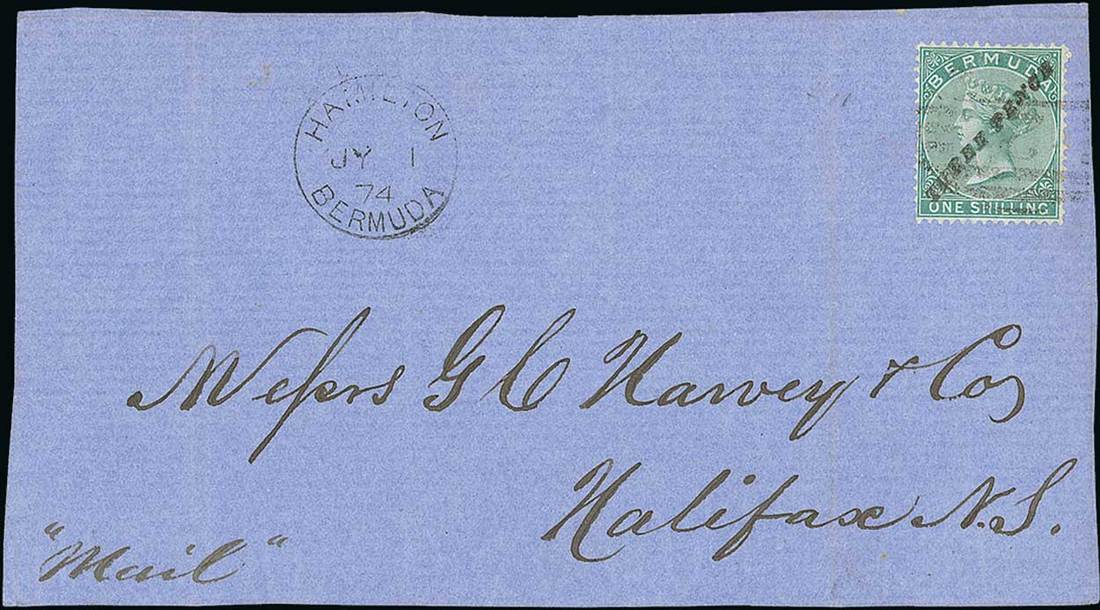 HAMILTON
JY 1
74
BERMUDA
BERMUDA
THREE PENCE
ONE SHILLING
Messrs G C Harvey & Co
Halifax N.S.
"Mail"